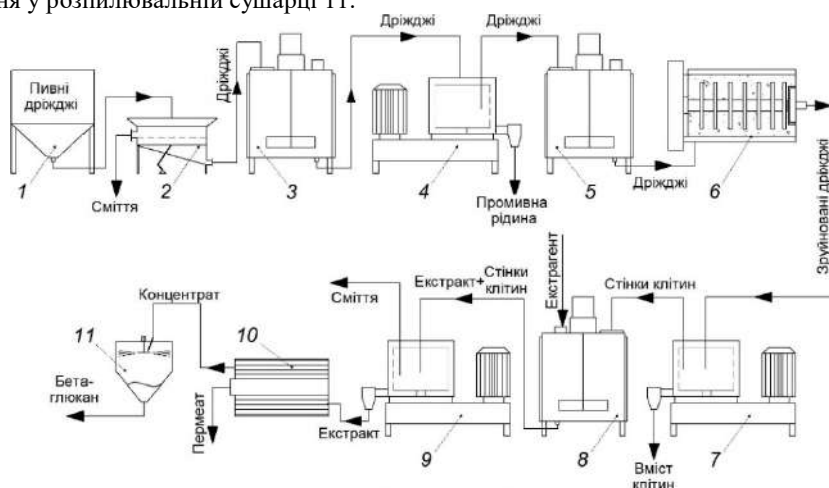 ня у розпилювальній сушарці 11.
Дріжджі
Дріжджі
Пивні
дріжджі
Дріжджі
1
Сміття
2
3
4
Промивна
рідина
5
Дріжджі
6
Зруйновані дріжджі
Концентрат
Сміття
Екстракт+
Стінки
клітин
Екстрагент
Стінки клітин
11
10
Бета-
глюкан
Пермеат
Екстракт
9
8
Вміст
клітин
7